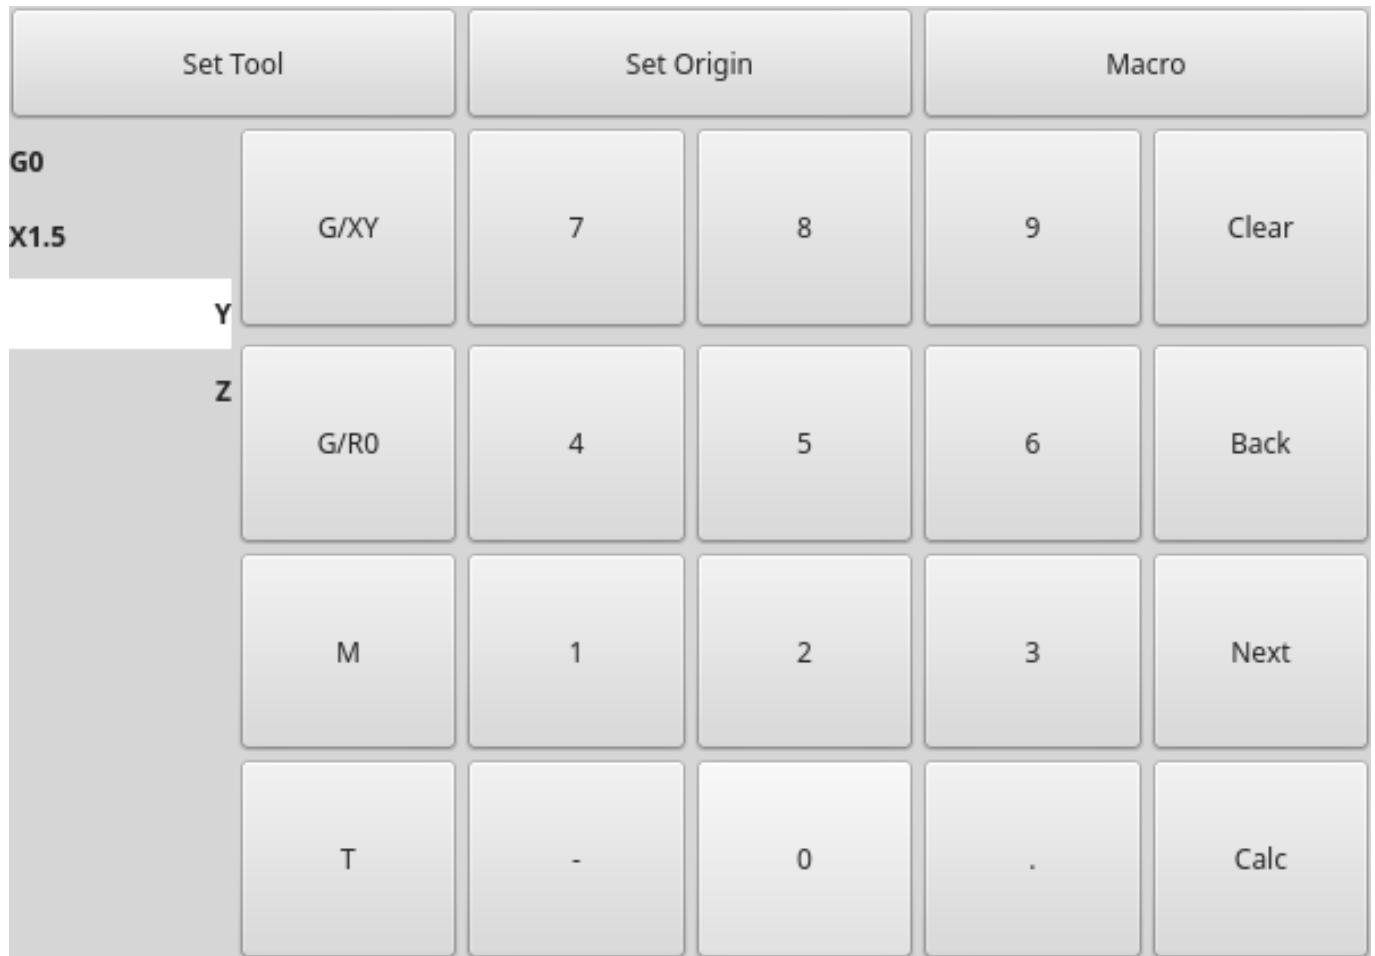 Set Tool Set Origin Macro
G0
X1.5
Y
Z
G/XY 7 8 9 Clear
G/R0 4 5 6 Back
M 1 2 3 Next
T - 0 . Calc